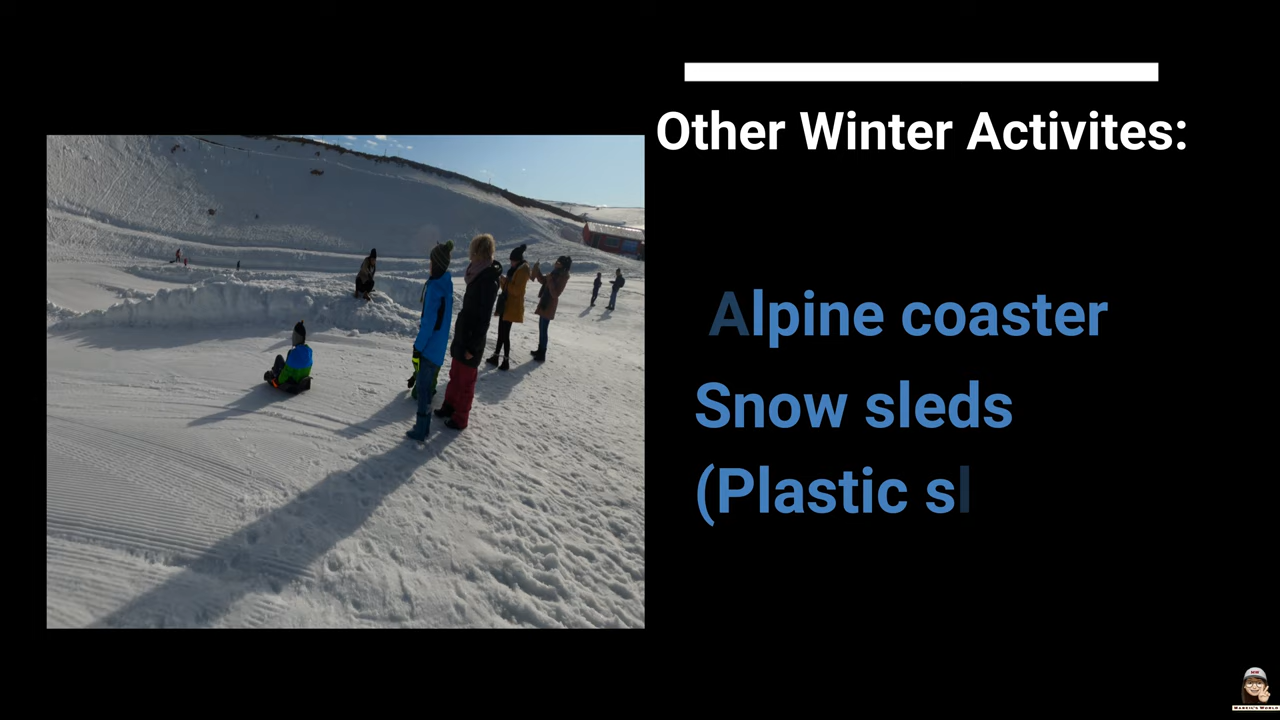 Other Winter Activites:
Alpine coaster
Snow sleds
(Plastic sl